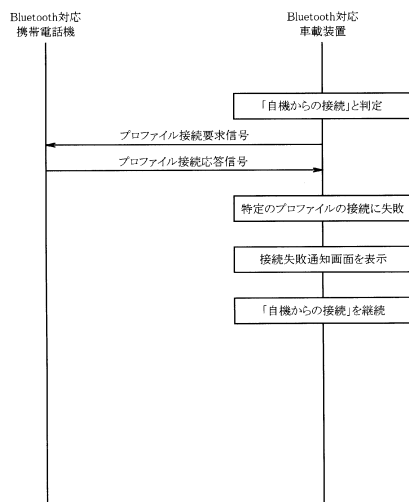 Bluetooth対応
携帯電話機
Bluetooth対応
車載装置
「自機からの接続」と判定
プロファイル接続要求信号
プロファイル接続応答信号
特定のプロファイルの接続に失敗
接続失敗通知画面を表示
「自機からの接続」を継続